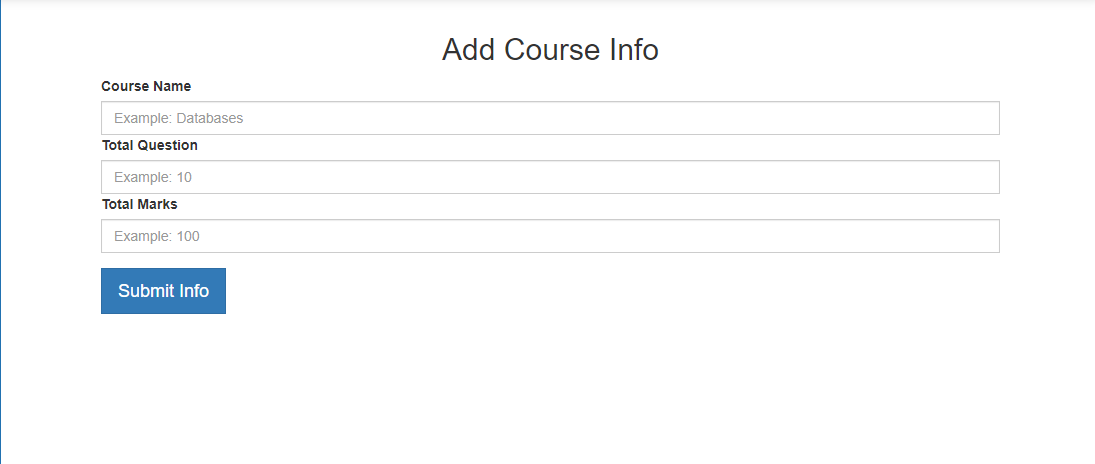 Add Course Info
Course Name
Example: Databases
Total Question
Example: 10
Total Marks
Example: 100
Submit Info